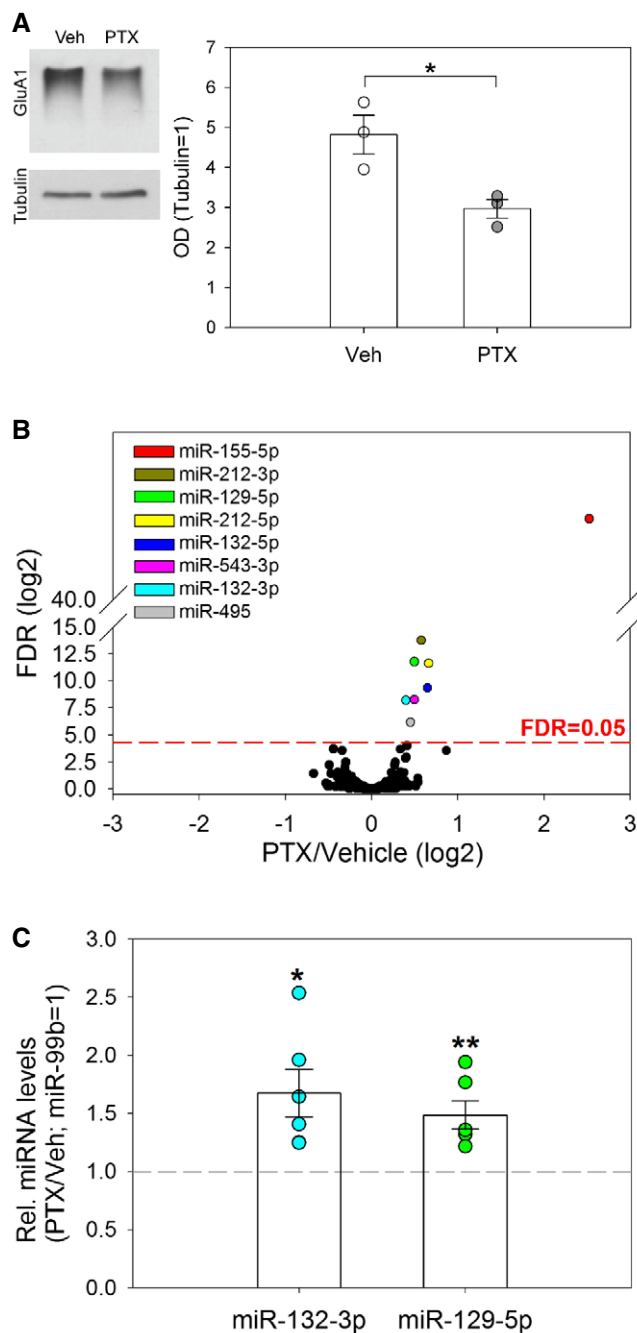 A
Veh PTX
GluA1
Tubulin
OD (Tubulin=1)
7
6
5
4
3
2
1
0
*
Veh PTX
B
FDR (log2)
40.0
15.0
12.5
10.0
7.5
5.0
2.5
0.0
miR-155-5p
miR-212-3p
miR-129-5p
miR-212-5p
miR-132-5p
miR-543-3p
miR-132-3p
miR-495
FDR=0.05
-3 -2 -1 0 1 2 3
PTX/Vehicle (log2)
C
Rel. miRNA levels
(PTX/Veh; miR-99b=1)
3.0
2.5
2.0
1.5
1.0
0.5
0.0
*
**
miR-132-3p miR-129-5p